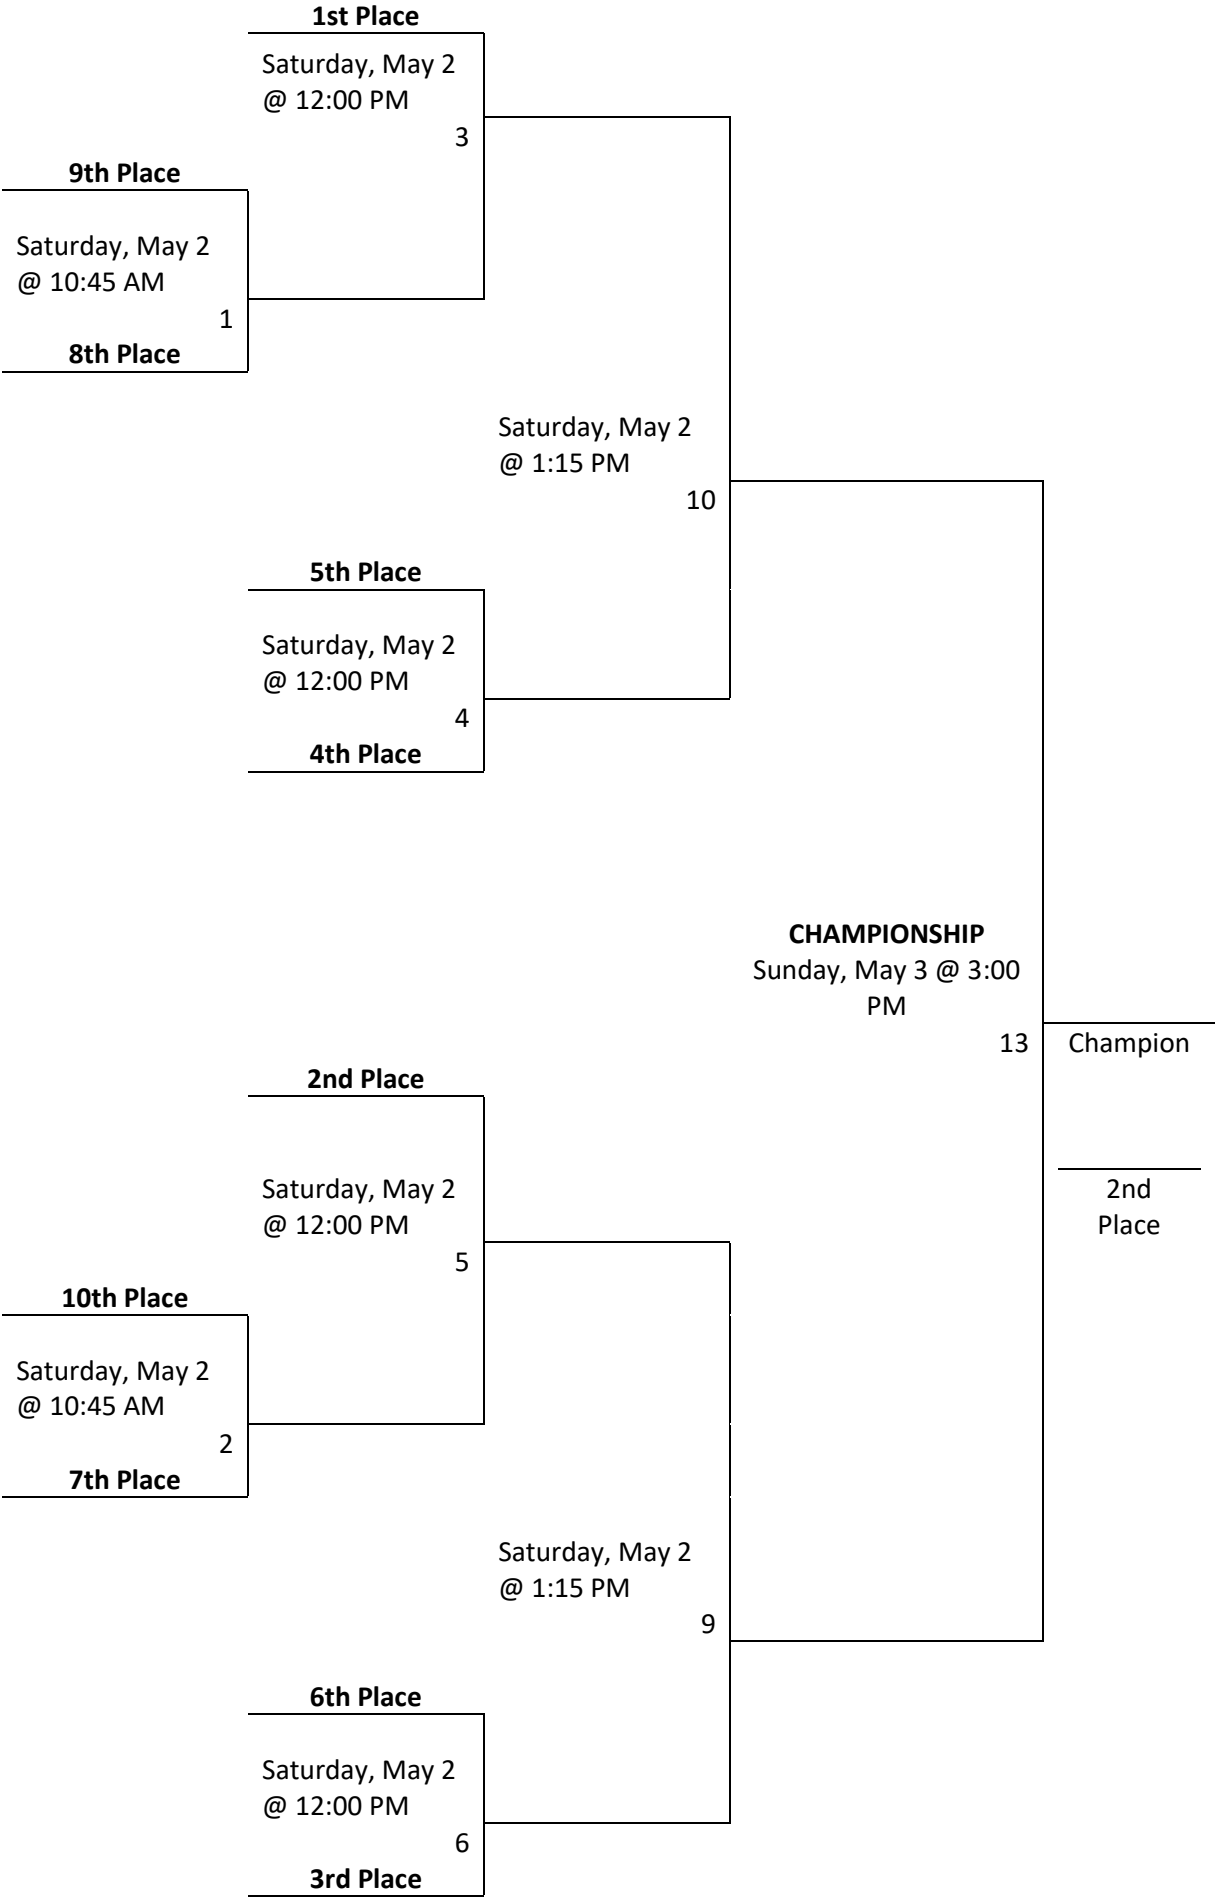 1st Place
Saturday, May 2
@ 12:00 PM
3
9th Place
Saturday, May 2
@ 10:45 AM
1
8th Place
Saturday, May 2
@ 1:15 PM
10
5th Place
Saturday, May 2
@ 12:00 PM
4
4th Place
CHAMPIONSHIP
Sunday, May 3 @ 3:00
PM
13
Champion
2nd Place
Saturday, May 2
@ 12:00 PM
5
2nd
Place
10th Place
Saturday, May 2
@ 10:45 AM
2
7th Place
Saturday, May 2
@ 1:15 PM
9
6th Place
Saturday, May 2
@ 12:00 PM
6
3rd Place